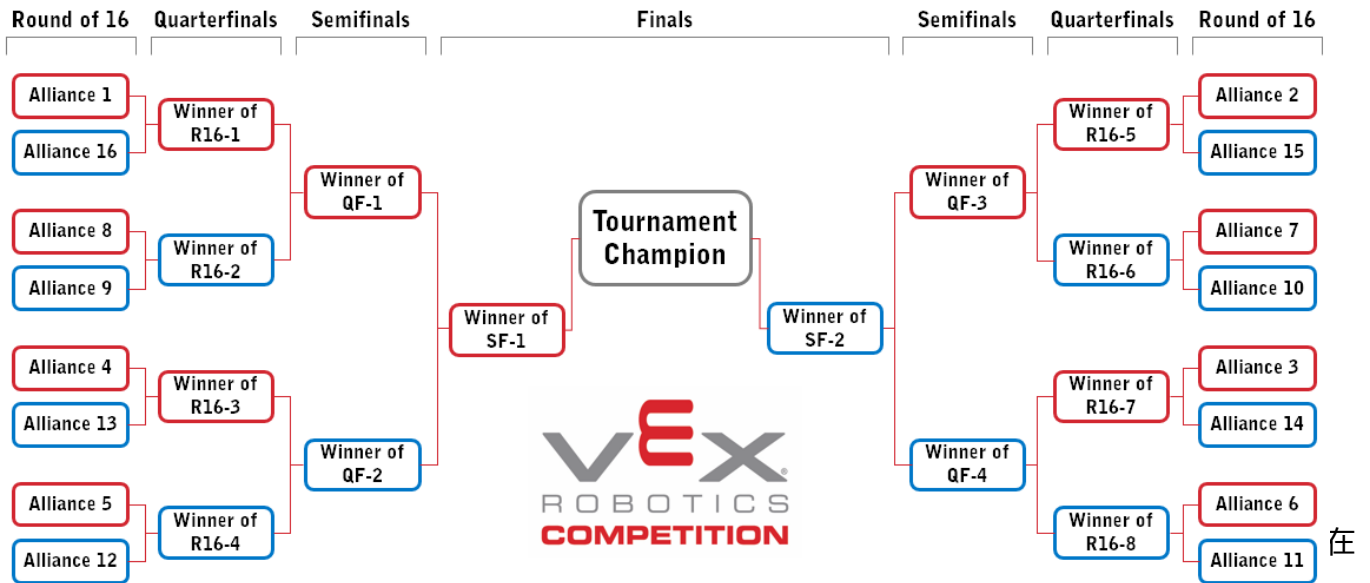 Round of 16 Quarterfinals Semifinals Finals Semifinals Quarterfinals Round of 16
Alliance 1
Alliance 16
Alliance 8
Alliance 9
Alliance 4
Alliance 13
Alliance 5
Alliance 12
Winner of
R16-1
Winner of
R16-2
Winner of
R16-3
Winner of
R16-4
Winner of
QF-1
Winner of
QF-2
Winner of
SF-1
Tournament
Champion
Winner of
SF-2
VEX
ROBOTICS
COMPETITION
Winner of
QF-3
Winner of
QF-4
Winner of
R16-5
Winner of
R16-6
Winner of
R16-7
Winner of
R16-8
Alliance 2
Alliance 15
Alliance 7
Alliance 10
Alliance 3
Alliance 14
Alliance 6
Alliance 11
在